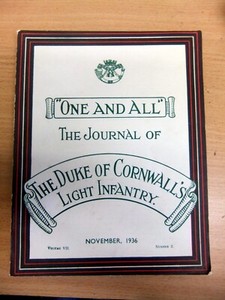 "ONE AND ALL"
THE JOURNAL OF
THE DUKE OF CORNWALL'S
LIGHT INFANTRY.
NOVEMBER, 1936